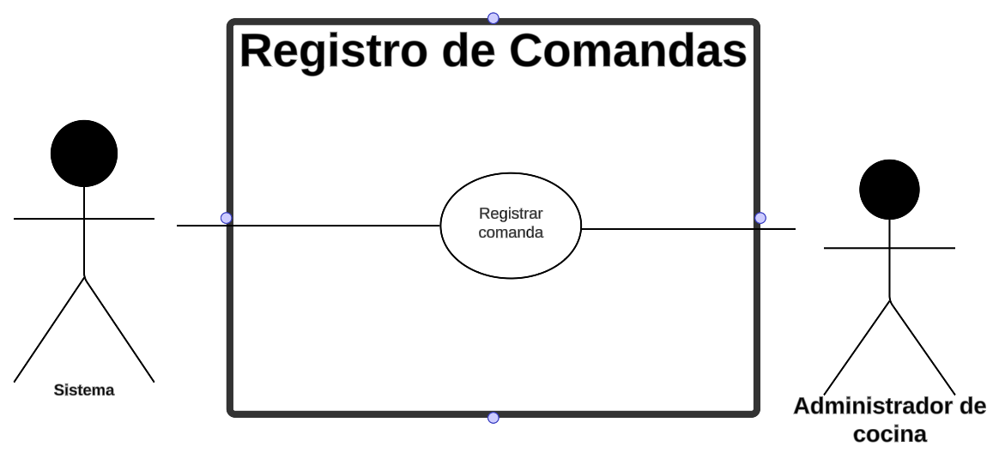 Registro de Comandas
Registrar
comanda
Sistema
Administrador de
cocina